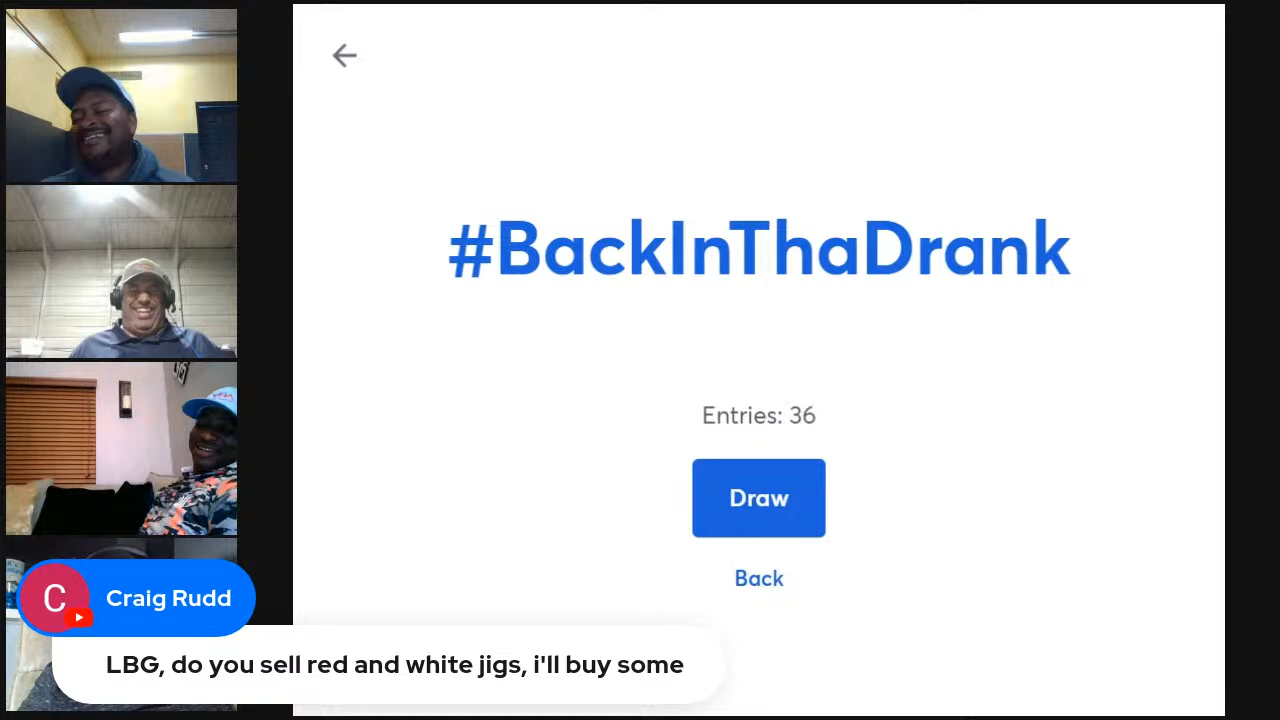 #BackInThaDrank
Entries: 36
Draw
Back
C
Craig Rudd
LBG, do you sell red and white jigs, i'll buy some